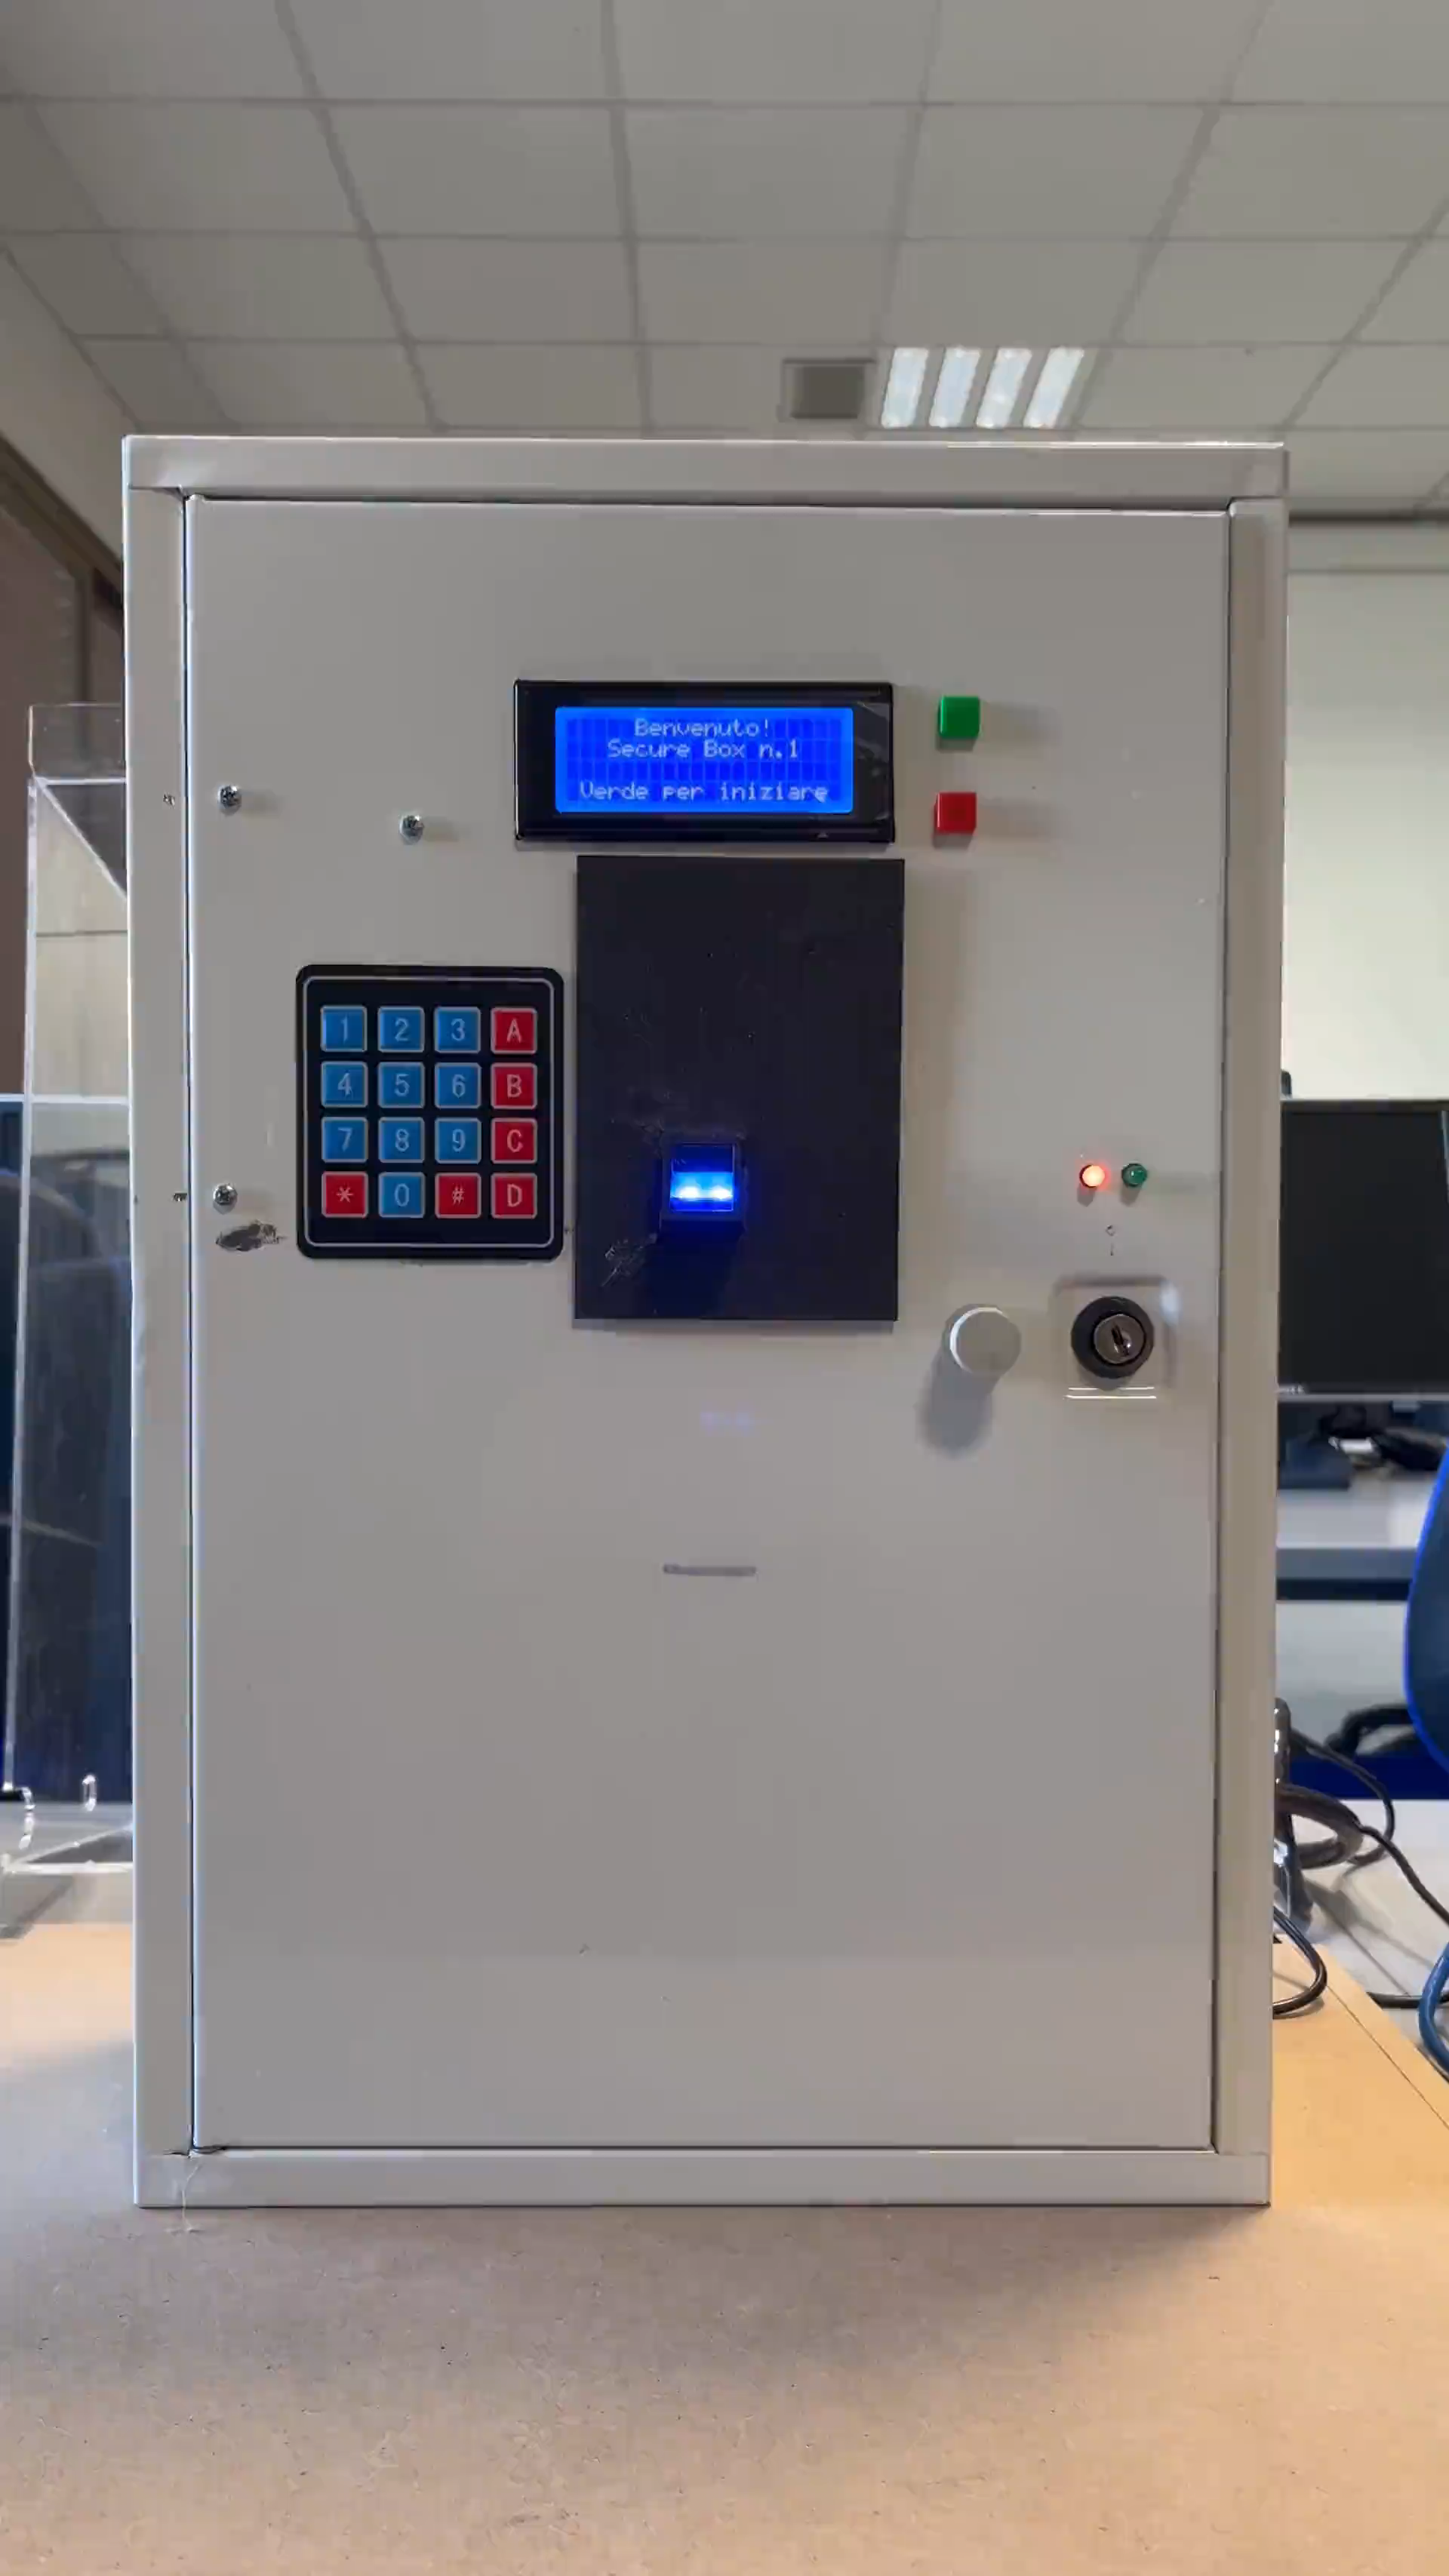 Benvenuto!
Secure Box n.1
Verde per iniziare
1 2 3 A
4 5 6 B
7 8 9 C
* 0 # D